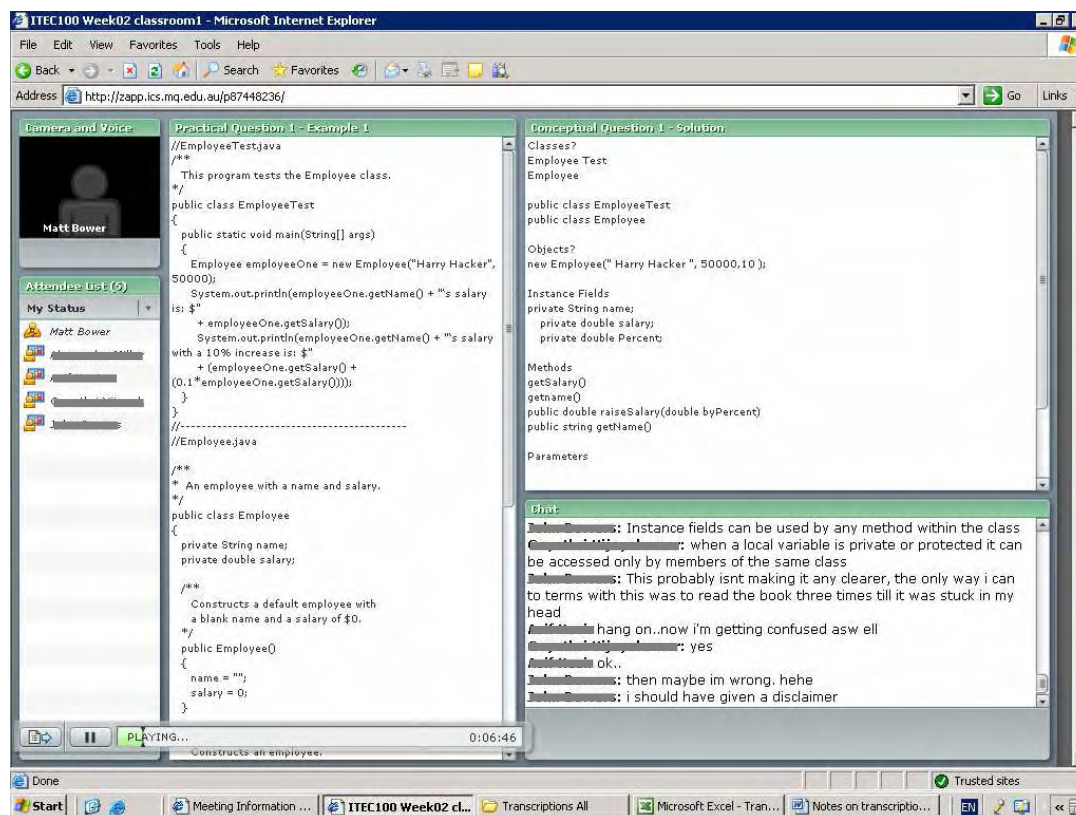 ITEC100 Week02 classroom1 - Microsoft Internet Explorer
File Edit View Favorites Tools Help
Back Search Favorites
Address http://zapp.ics.mq.edu.au/p87448236/ Go Links
Camera and Voice
Matt Bower
Attendee List (5)
My Status
Matt Bower
Practical Question 1 - Example 1
//EmployeeTest.java
/**
This program tests the Employee class.
*/
public class EmployeeTest
{
public static void main(String[] args)
{
Employee employeeOne = new Employee("Harry Hacker",
50000);
System.out.println(employeeOne.getName() + "'s salary
is: $"
+ employeeOne.getSalary());
System.out.println(employeeOne.getName() + "'s salary
with a 10% increase is: $"
+ (employeeOne.getSalary() +
(0.1*employeeOne.getSalary())));
}
}
//------------------------------------------
//Employee.java
/**
* An employee with a name and salary.
*/
public class Employee
{
private String name;
private double salary;
/**
Constructs a default employee with
a blank name and a salary of $0.
*/
public Employee()
{
name = "";
salary = 0;
}
Constructs an employee.
Conceptual Question 1 - Solution
Classes?
Employee Test
Employee
public class EmployeeTest
public class Employee
Objects?
new Employee(" Harry Hacker ", 50000,10 );
Instance Fields
private String name;
private double salary;
private double Percent;
Methods
getSalary()
getname()
public double raiseSalary(double byPercent)
public string getName()
Parameters
Chat
: Instance fields can be used by any method within the class
: when a local variable is private or protected it can
be accessed only by members of the same class
: This probably isnt making it any clearer, the only way i can
to terms with this was to read the book three times till it was stuck in my
head
hang on..now i'm getting confused asw ell
: yes
ok..
: then maybe im wrong. hehe
: i should have given a disclaimer
PLAYING... 0:06:46
Done Trusted sites
Start Meeting Information ... ITEC100 Week02 cl... Transcriptions All Microsoft Excel - Tran... Notes on transcriptio... EN «